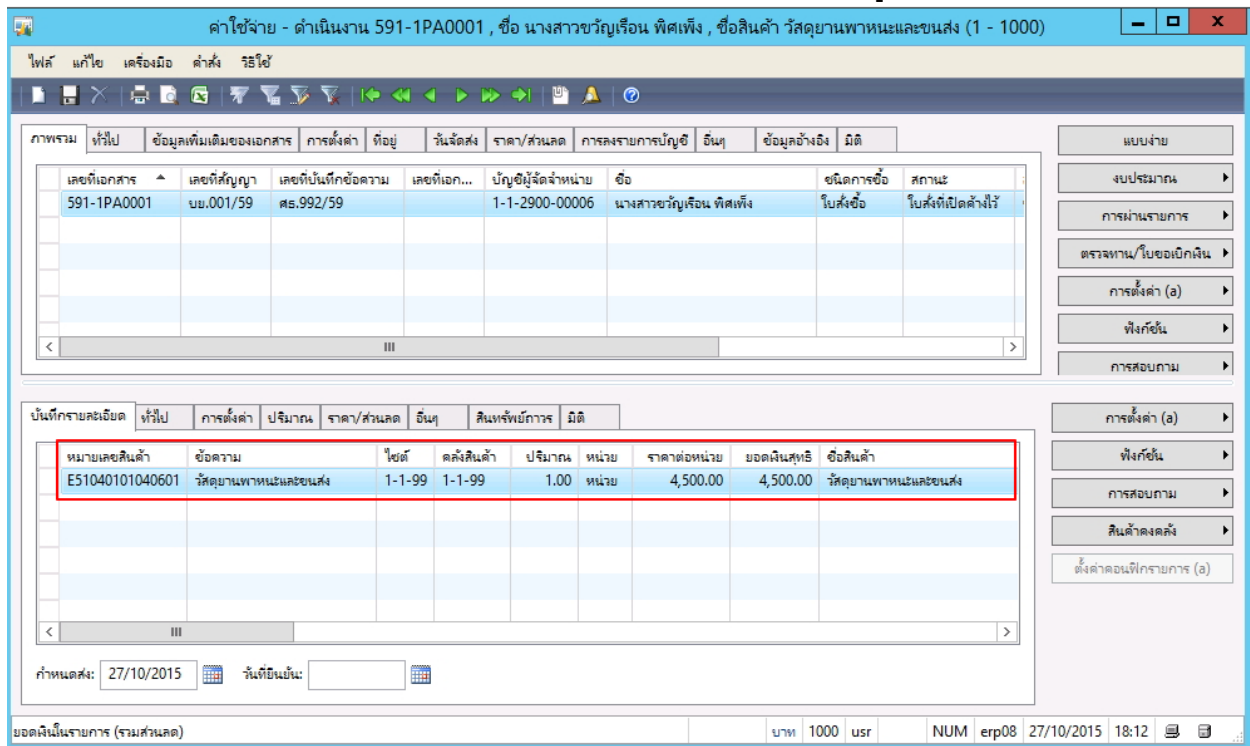 ค่าใช้จ่าย - ดำเนินงาน 591-1PA0001 , ชื่อ นางสาวขวัญเรือน พิศเพ็ง , ชื่อสินค้า วัสดุยานพาหนะและขนส่ง (1 - 1000)
ไฟล์ แก้ไข เครื่องมือ คำสั่ง วิธีใช้
ภาพรวม ทั่วไป ข้อมูลเพิ่มเติมของเอกสาร การตั้งค่า ที่อยู่ วันจัดส่ง ราคา/ส่วนลด การลงรายการบัญชี อื่นๆ ข้อมูลอ้างอิง มิติ
แบบง่าย
งบประมาณ
การผ่านรายการ
ตรวจทาน/ใบขอเบิกเงิน
การตั้งค่า (a)
ฟังก์ชั่น
การสอบถาม
เลขที่เอกสาร เลขที่สัญญา เลขที่บันทึกข้อความ เลขที่เอก... บัญชีผู้จัดจำหน่าย ชื่อ ชนิดการซื้อ สถานะ
591-1PA0001 บย.001/59 ศธ.992/59 1-1-2900-00006 นางสาวขวัญเรือน พิศเพ็ง ใบสั่งซื้อ ใบสั่งที่เปิดค้างไว้
บันทึกรายละเอียด ทั่วไป การตั้งค่า ปริมาณ ราคา/ส่วนลด อื่นๆ สินทรัพย์ถาวร มิติ
การตั้งค่า (a)
ฟังก์ชั่น
การสอบถาม
สินค้าคงคลัง
ตั้งค่าคอนฟิกรายการ (a)
หมายเลขสินค้า ข้อความ ไซต์ คลังสินค้า ปริมาณ หน่วย ราคาต่อหน่วย ยอดเงินสุทธิ ชื่อสินค้า
E51040101040601 วัสดุยานพาหนะและขนส่ง 1-1-99 1-1-99 1.00 หน่วย 4,500.00 4,500.00 วัสดุยานพาหนะและขนส่ง
กำหนดส่ง: 27/10/2015 วันที่ยืนยัน:
ยอดเงินในรายการ (รวมส่วนลด) บาท 1000 usr NUM erp08 27/10/2015 18:12